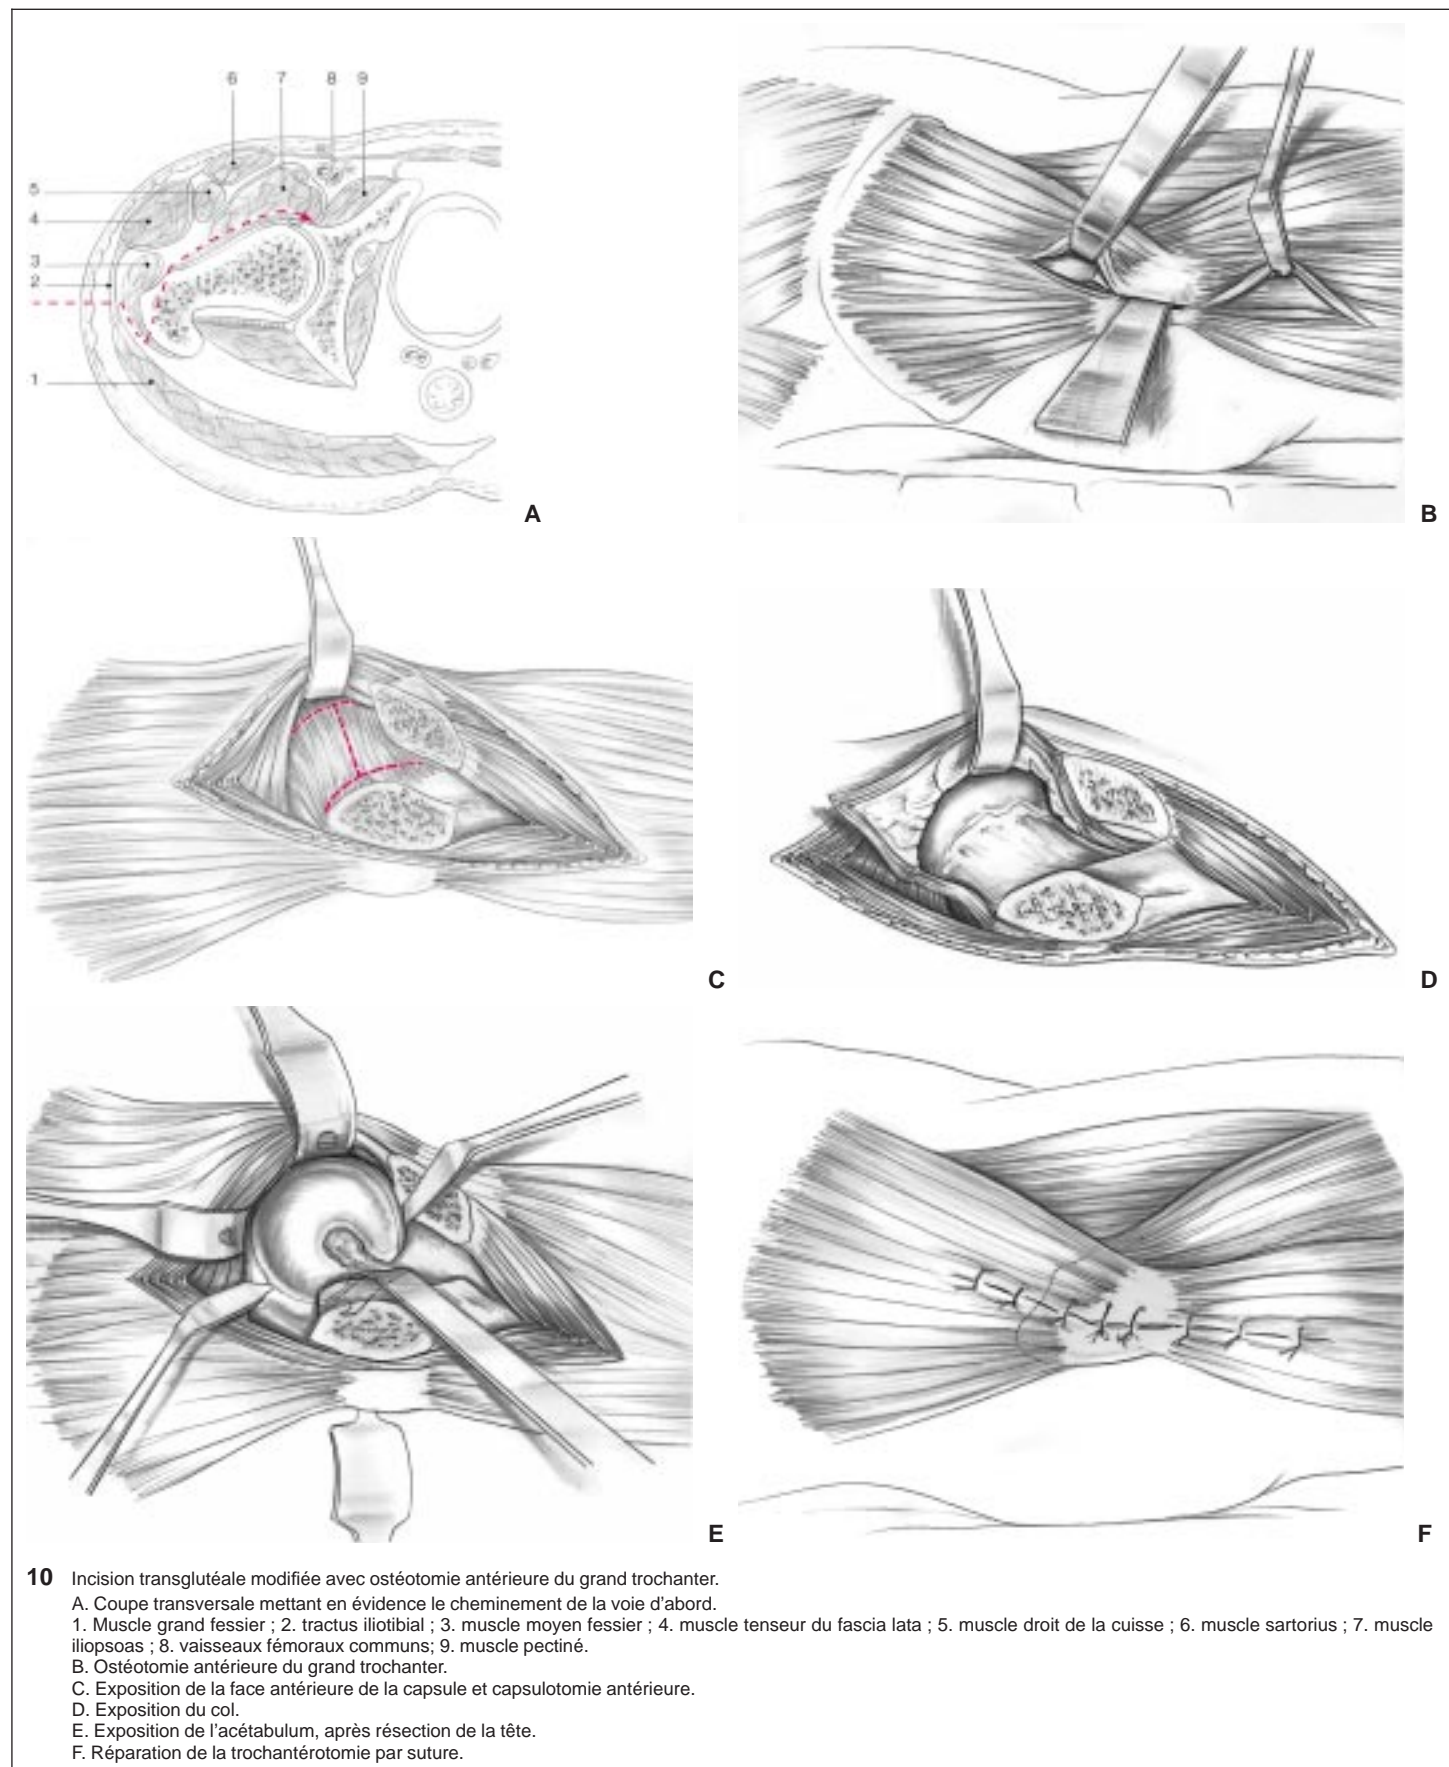 6 7 8 9
5
4
3
2
1
A
B
C
D
E
F
10 Incision transglutéale modifiée avec ostéotomie antérieure du grand trochanter.
A. Coupe transversale mettant en évidence le cheminement de la voie d'abord.
1. Muscle grand fessier ; 2. tractus iliotibial ; 3. muscle moyen fessier ; 4. muscle tenseur du fascia lata ; 5. muscle droit de la cuisse ; 6. muscle sartorius ; 7. muscle
iliopsoas ; 8. vaisseaux fémoraux communs; 9. muscle pectiné.
B. Ostéotomie antérieure du grand trochanter.
C. Exposition de la face antérieure de la capsule et capsulotomie antérieure.
D. Exposition du col.
E. Exposition de l'acétabulum, après résection de la tête.
F. Réparation de la trochantérotomie par suture.